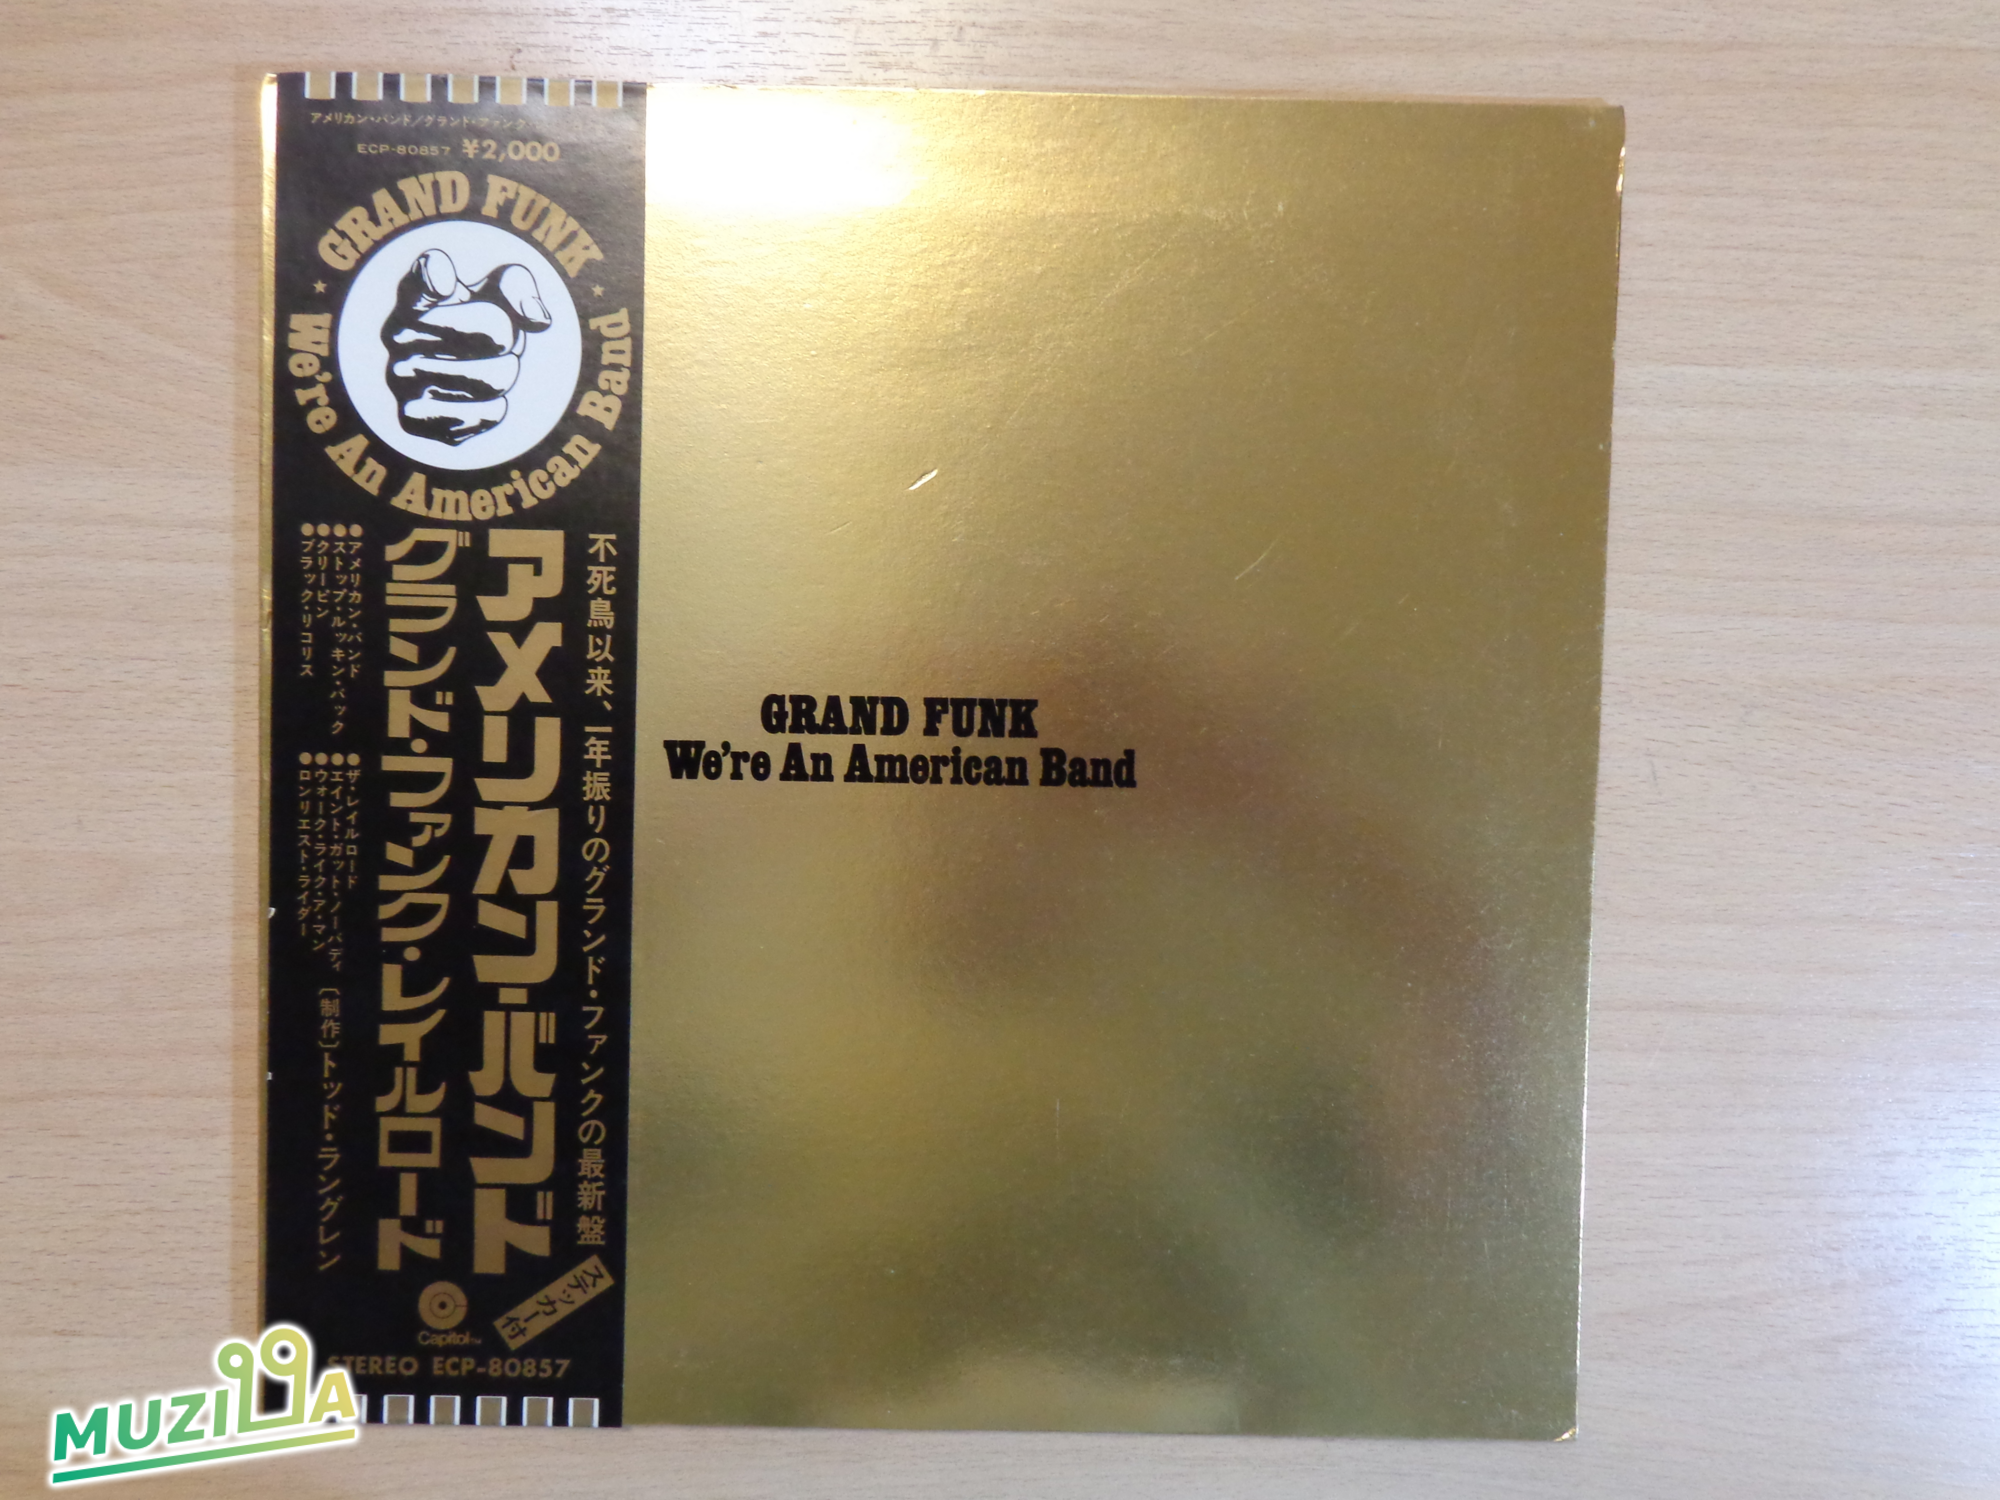 アメリカン・バンド/グランド・ファンク・
ECP-80857 ¥2,000
GRAND FUNK
We're An American Band
不死鳥以来、一年振りのグランド・ファンクの最新盤
アメリカン・バンド
グランド・ファンク・レイルロード
●アメリカン・バンド
●ストップ・ルッキン・バック
●クリーピン
●ブラック・リコリス
●ザ・レイルロード
●エイント・ガット・ノーバディ
●ウォーク・ライク・ア・マン
●ロンリエスト・ライダー
〔制作〕トッド・ラングレン
ステッカー付
Capitol™
STEREO ECP-80857
GRAND FUNK
We're An American Band
MUZILLA